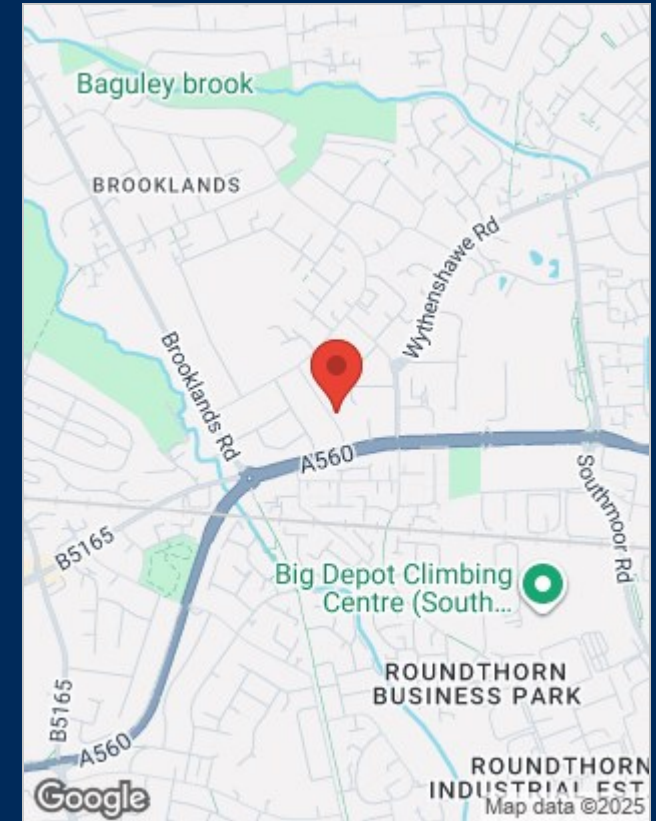 Baguley brook
BROOKLANDS
Wythenshawe Rd
Brooklands Rd
A560
B5165
Southmoor Rd
Big Depot Climbing
Centre (South...
B5165
ROUNDTHORN
BUSINESS PARK
A560
ROUNDTHORN
INDUSTRIAL EST
Google
Map data ©2025